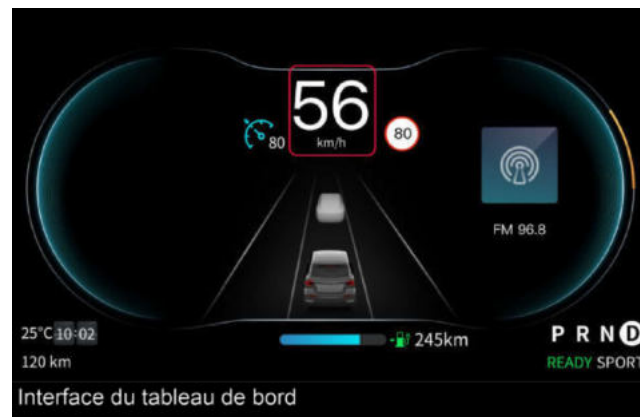 56
km/h
80
80
FM 96.8
25°C 10:02
245km
P R N D
120 km
READY SPORT
Interface du tableau de bord